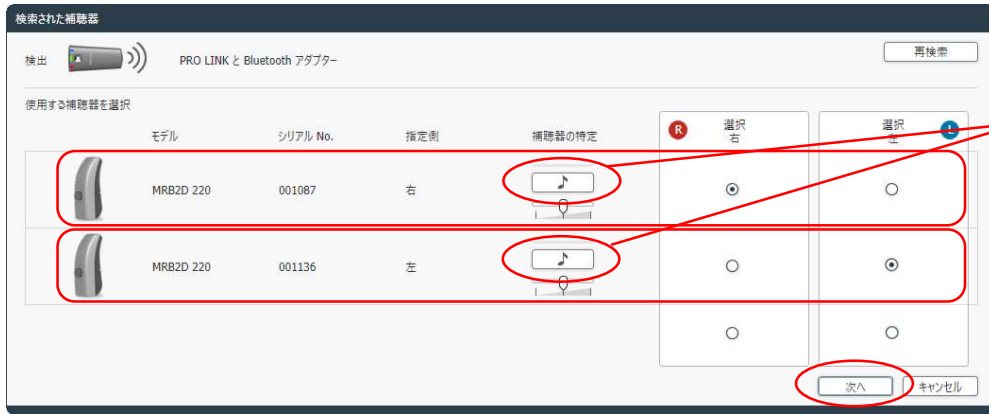 検索された補聴器
検出 PRO LINK と Bluetooth アダプター 再検索
使用する補聴器を選択
モデル シリアル No. 指定側 補聴器の特定 R 選択 右 選択 左 L
MRB2D 220 001087 右
MRB2D 220 001136 左
次へ キャンセル